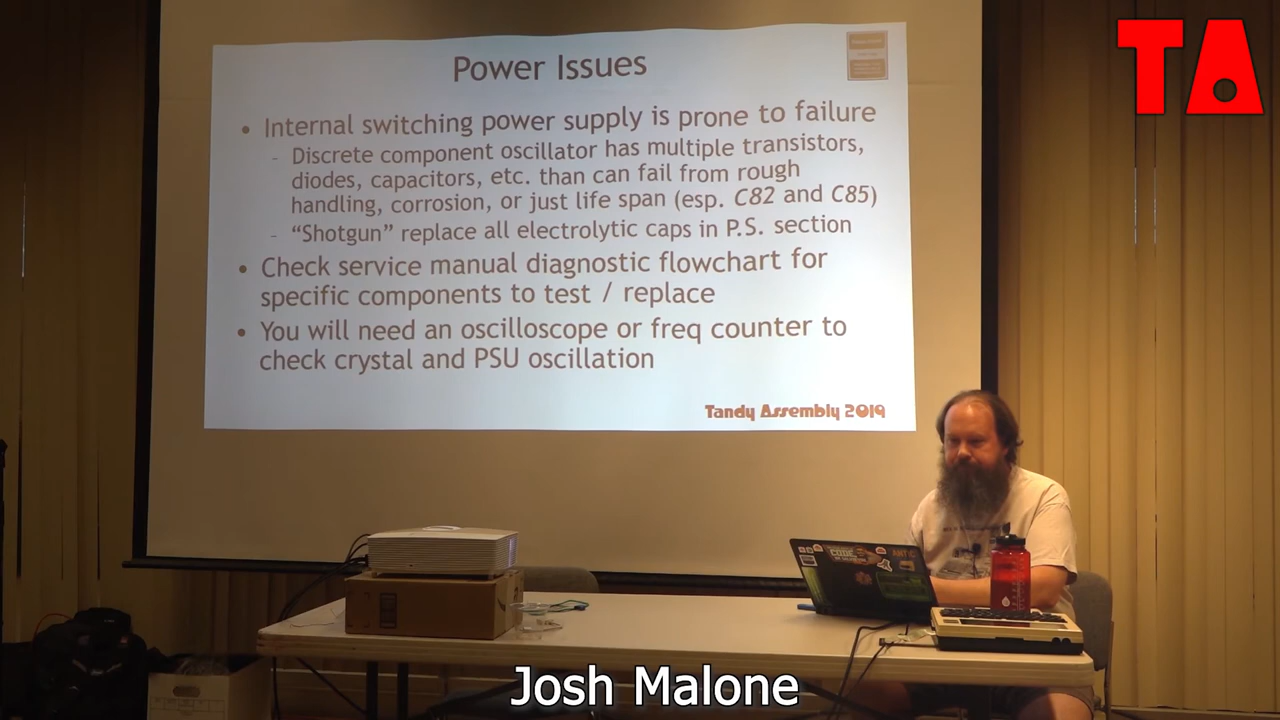 TA
Power Issues
• Internal switching power supply is prone to failure
- Discrete component oscillator has multiple transistors,
diodes, capacitors, etc. than can fail from rough
handling, corrosion, or just life span (esp. C82 and C85)
- “Shotgun” replace all electrolytic caps in P.S. section
• Check service manual diagnostic flowchart for
specific components to test / replace
• You will need an oscilloscope or freq counter to
check crystal and PSU oscillation
Tandy Assembly 2019
CODE
ANTIC
Josh Malone